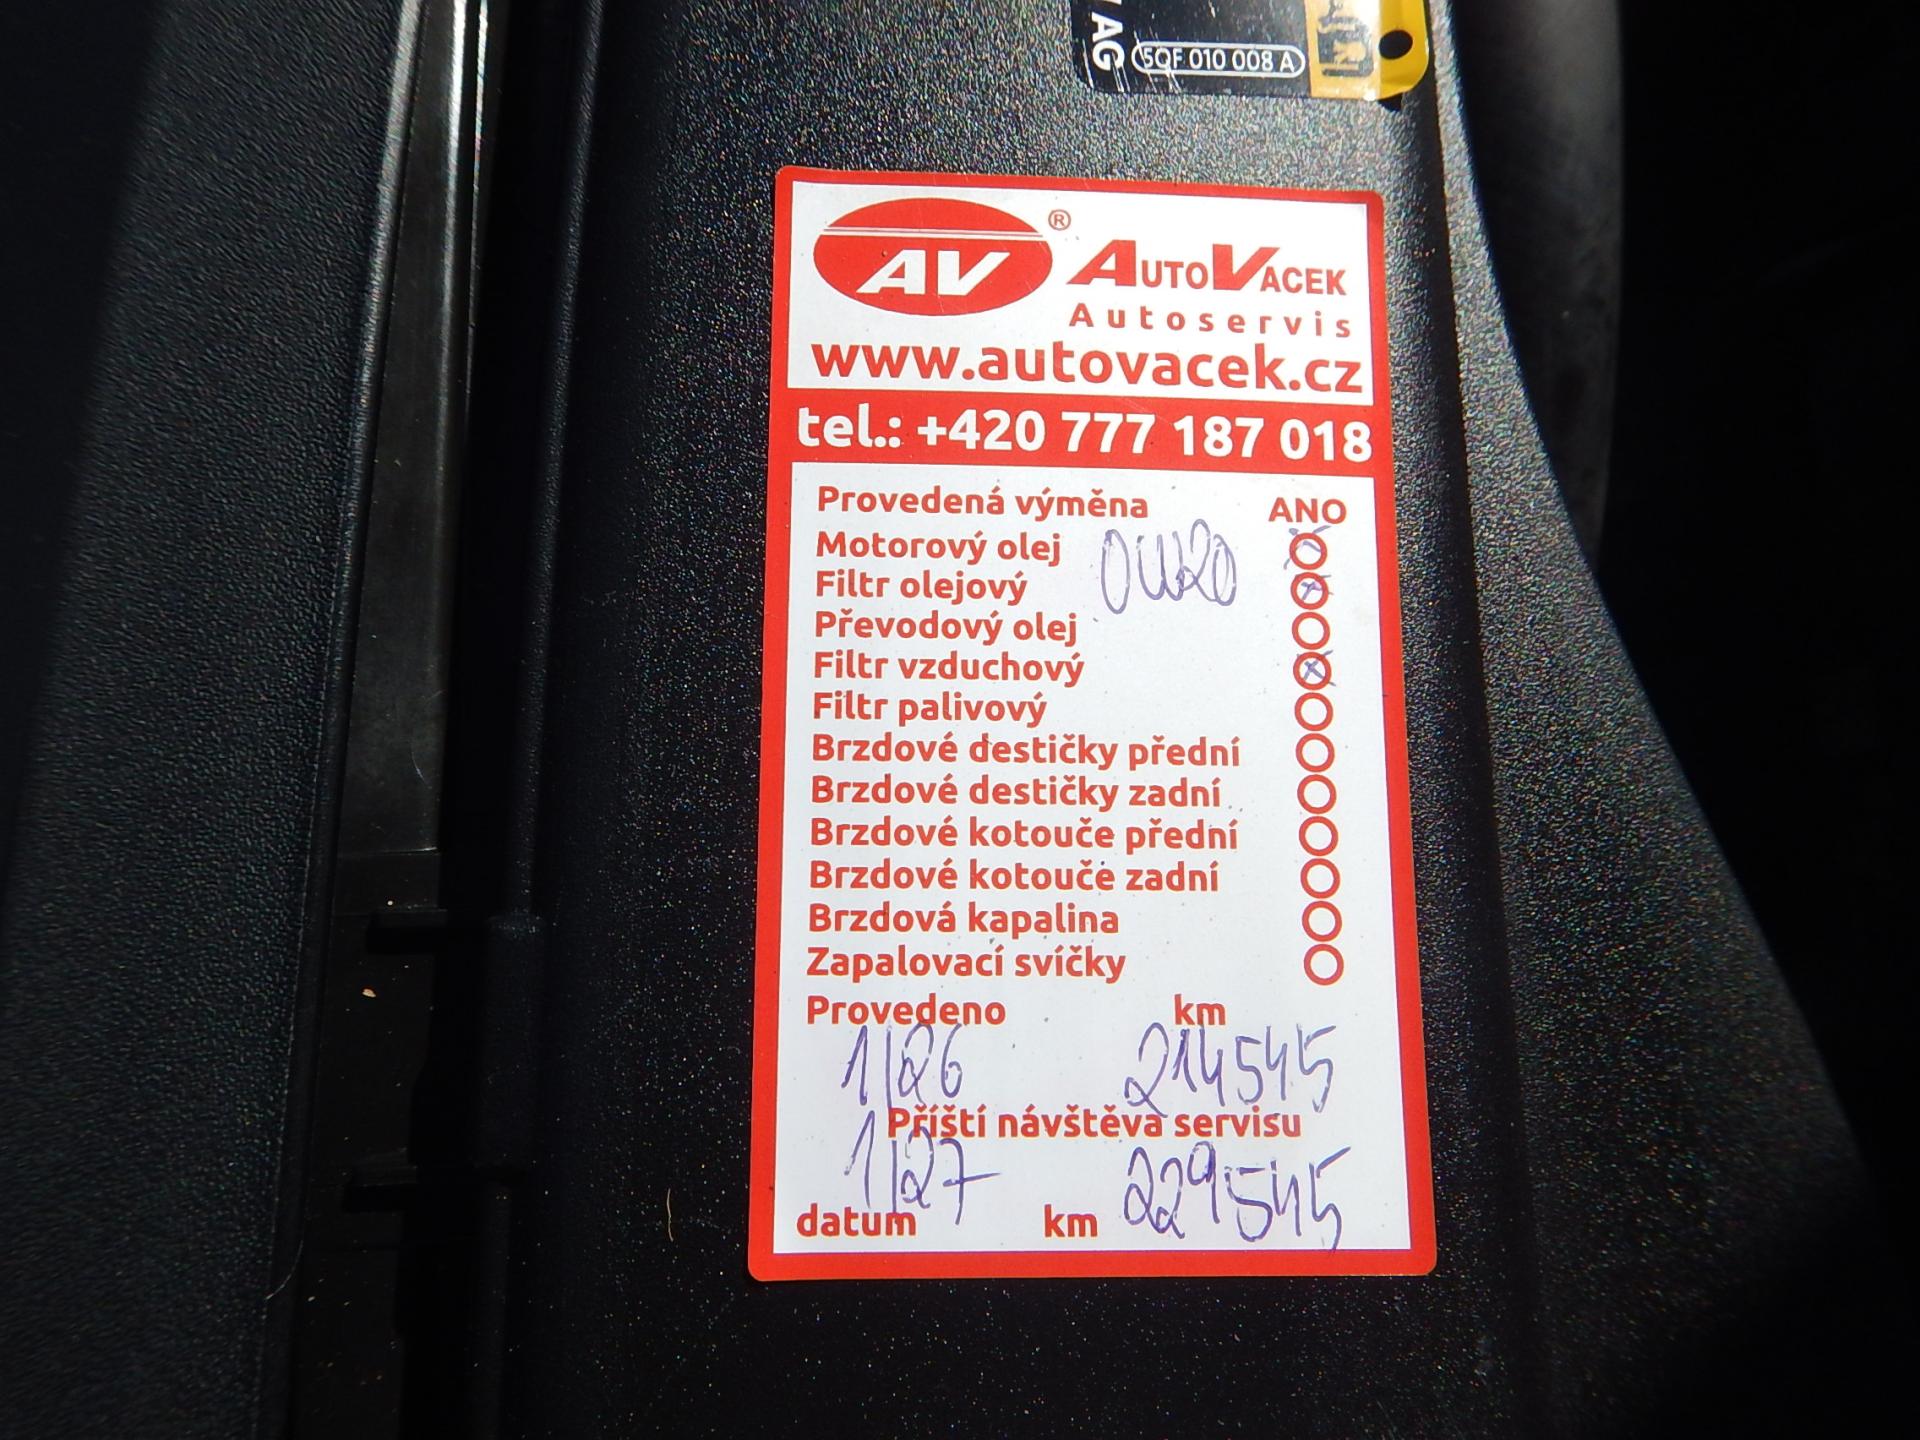 AG 5QF 010 008 A
AV ® AUTOVACEK
Autoservis
www.autovacek.cz
tel.: +420 777 187 018
Provedená výměna ANO
Motorový olej 0W20 x
Filtr olejový x
Převodový olej
Filtr vzduchový x
Filtr palivový
Brzdové destičky přední
Brzdové destičky zadní
Brzdové kotouče přední
Brzdové kotouče zadní
Brzdová kapalina
Zapalovací svíčky
Provedeno km
1/26 214545
Příští návštěva servisu
1/27 229545
datum km